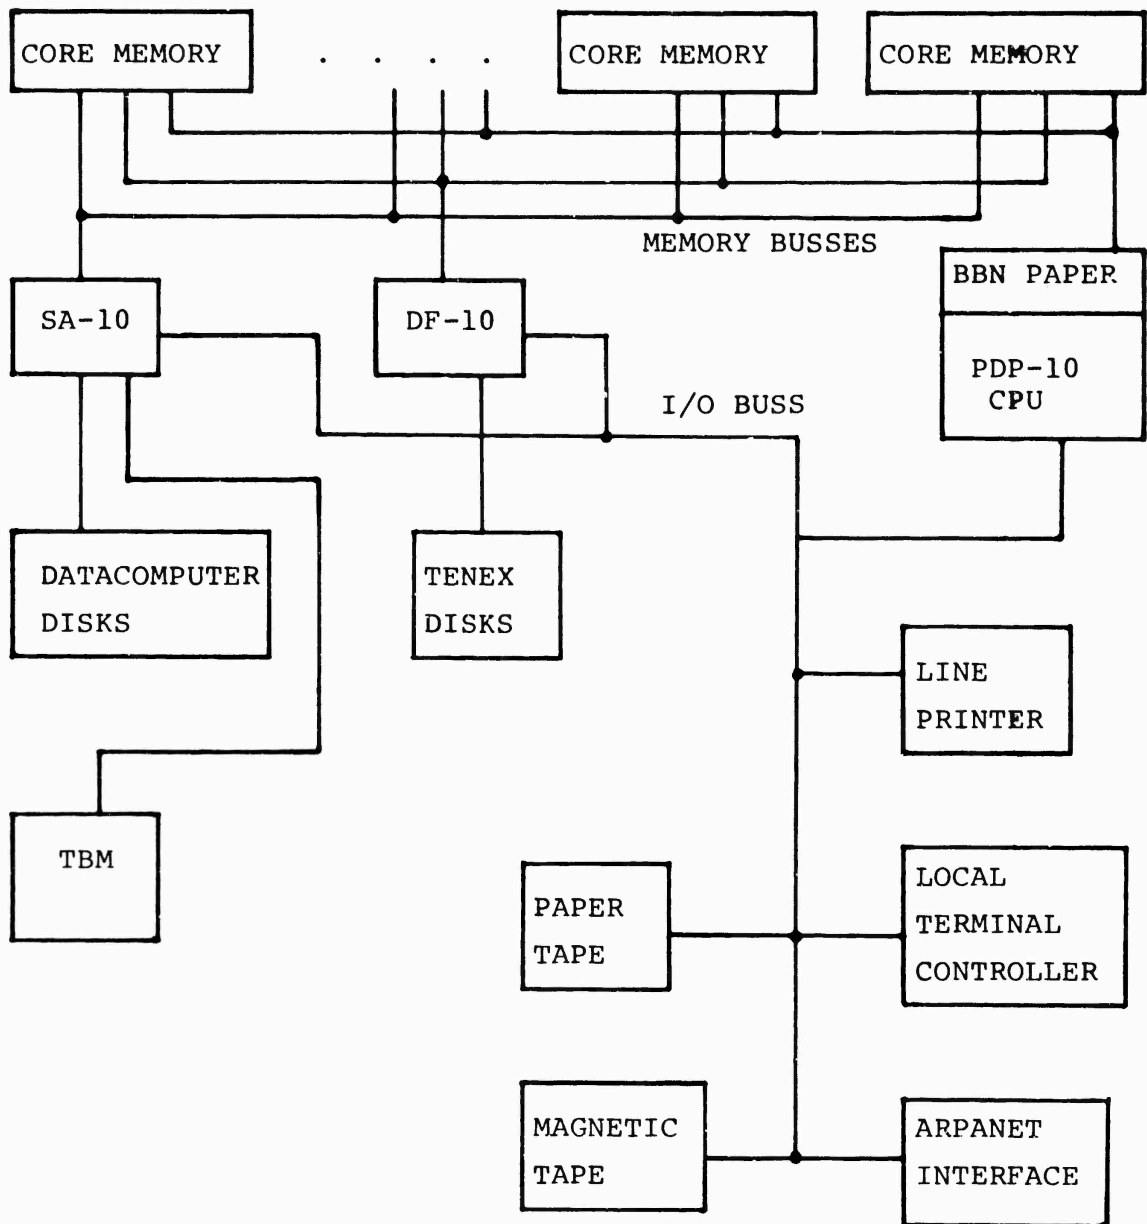 CORE MEMORY
. . . .
CORE MEMORY
CORE MEMORY
MEMORY BUSSES
SA-10
DF-10
BBN PAPER
PDP-10
CPU
I/O BUSS
DATACOMPUTER
DISKS
TENEX
DISKS
LINE
PRINTER
TBM
PAPER
TAPE
LOCAL
TERMINAL
CONTROLLER
MAGNETIC
TAPE
ARPANET
INTERFACE